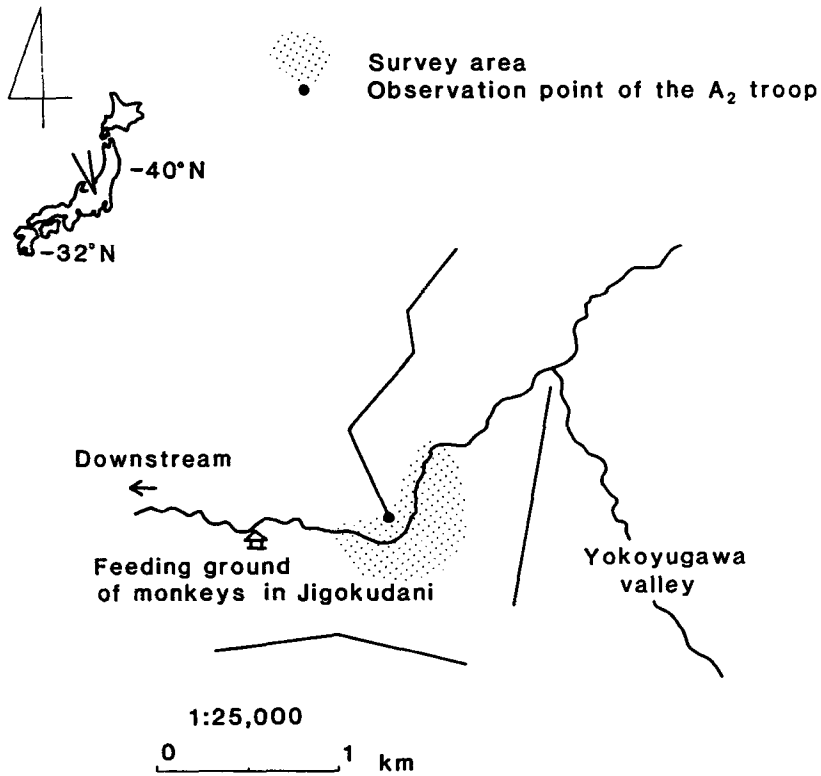 Survey area
Observation point of the A₂ troop
-40°N
-32°N
Downstream
Feeding ground
of monkeys in Jigokudani
Yokoyugawa
valley
1:25,000
0 1 km